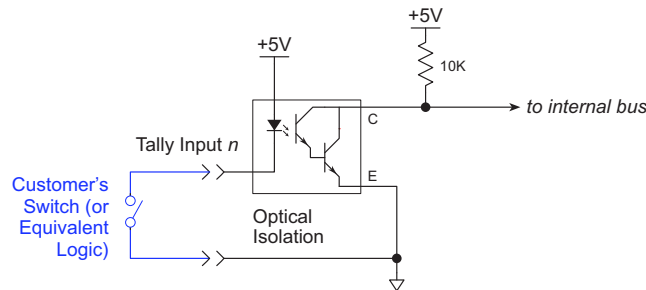 +5V
+5V
10K
C
to internal bus
Tally Input n
E
Customer's
Switch (or
Equivalent
Logic)
Optical
Isolation